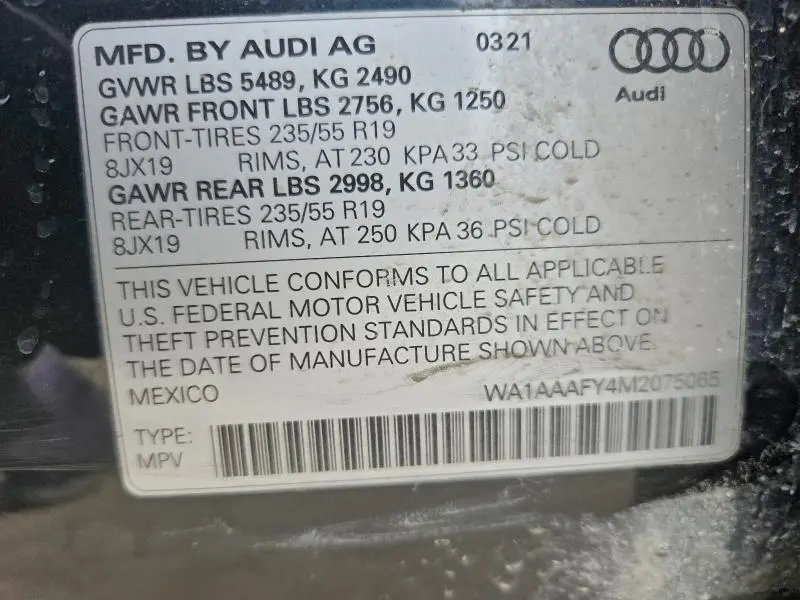 MFD. BY AUDI AG 0321
Audi
GVWR LBS 5489, KG 2490
GAWR FRONT LBS 2756, KG 1250
FRONT-TIRES 235/55 R19
8JX19 RIMS, AT 230 KPA 33 PSI COLD
GAWR REAR LBS 2998, KG 1360
REAR-TIRES 235/55 R19
8JX19 RIMS, AT 250 KPA 36 PSI COLD
THIS VEHICLE CONFORMS TO ALL APPLICABLE
U.S. FEDERAL MOTOR VEHICLE SAFETY AND
THEFT PREVENTION STANDARDS IN EFFECT ON
THE DATE OF MANUFACTURE SHOWN ABOVE.
MEXICO WA1AAAFY4M2075065
TYPE:
MPV